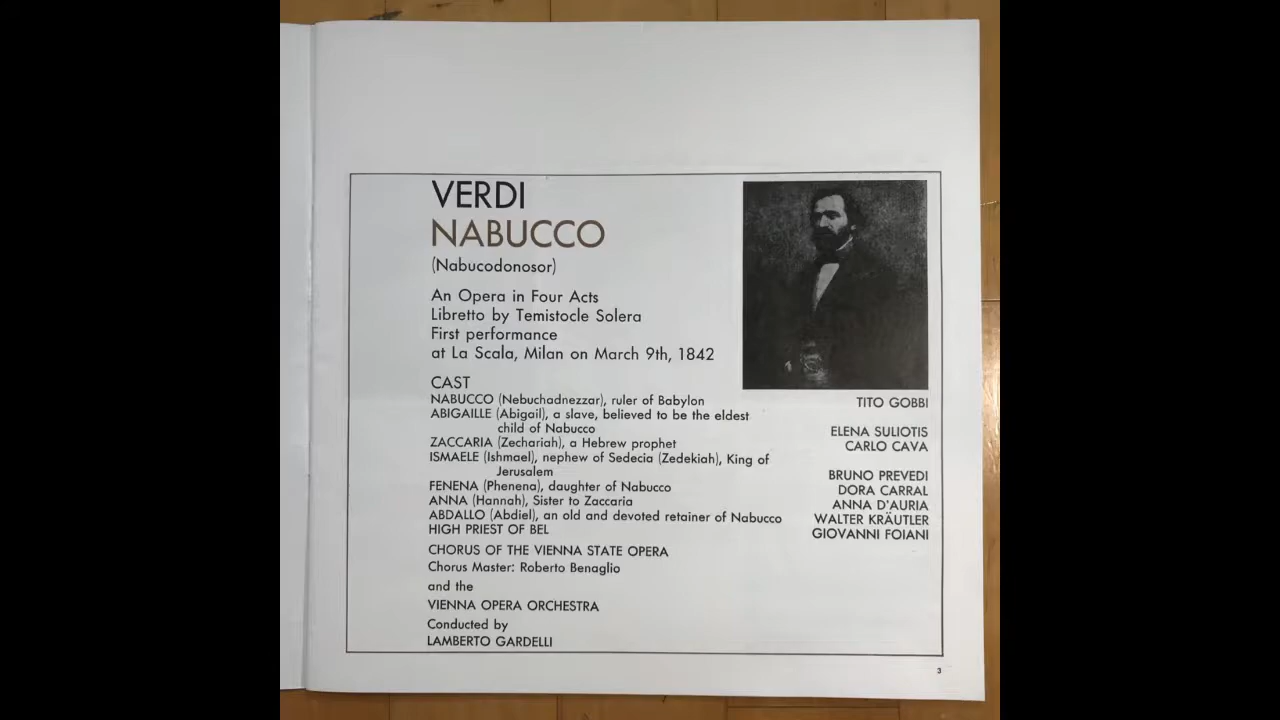 VERDI
NABUCCO
(Nabucodonosor)
An Opera in Four Acts
Libretto by Temistocle Solera
First performance
at La Scala, Milan on March 9th, 1842
CAST
NABUCCO (Nebuchadnezzar), ruler of Babylon TITO GOBBI
ABIGAILLE (Abigail), a slave, believed to be the eldest
child of Nabucco ELENA SULIOTIS
ZACCARIA (Zechariah), a Hebrew prophet CARLO CAVA
ISMAELE (Ishmael), nephew of Sedecia (Zedekiah), King of
Jerusalem BRUNO PREVEDI
FENENA (Phenena), daughter of Nabucco DORA CARRAL
ANNA (Hannah), Sister to Zaccaria ANNA D'AURIA
ABDALLO (Abdiel), an old and devoted retainer of Nabucco WALTER KRÄUTLER
HIGH PRIEST OF BEL GIOVANNI FOIANI
CHORUS OF THE VIENNA STATE OPERA
Chorus Master: Roberto Benaglio
and the
VIENNA OPERA ORCHESTRA
Conducted by
LAMBERTO GARDELLI
3